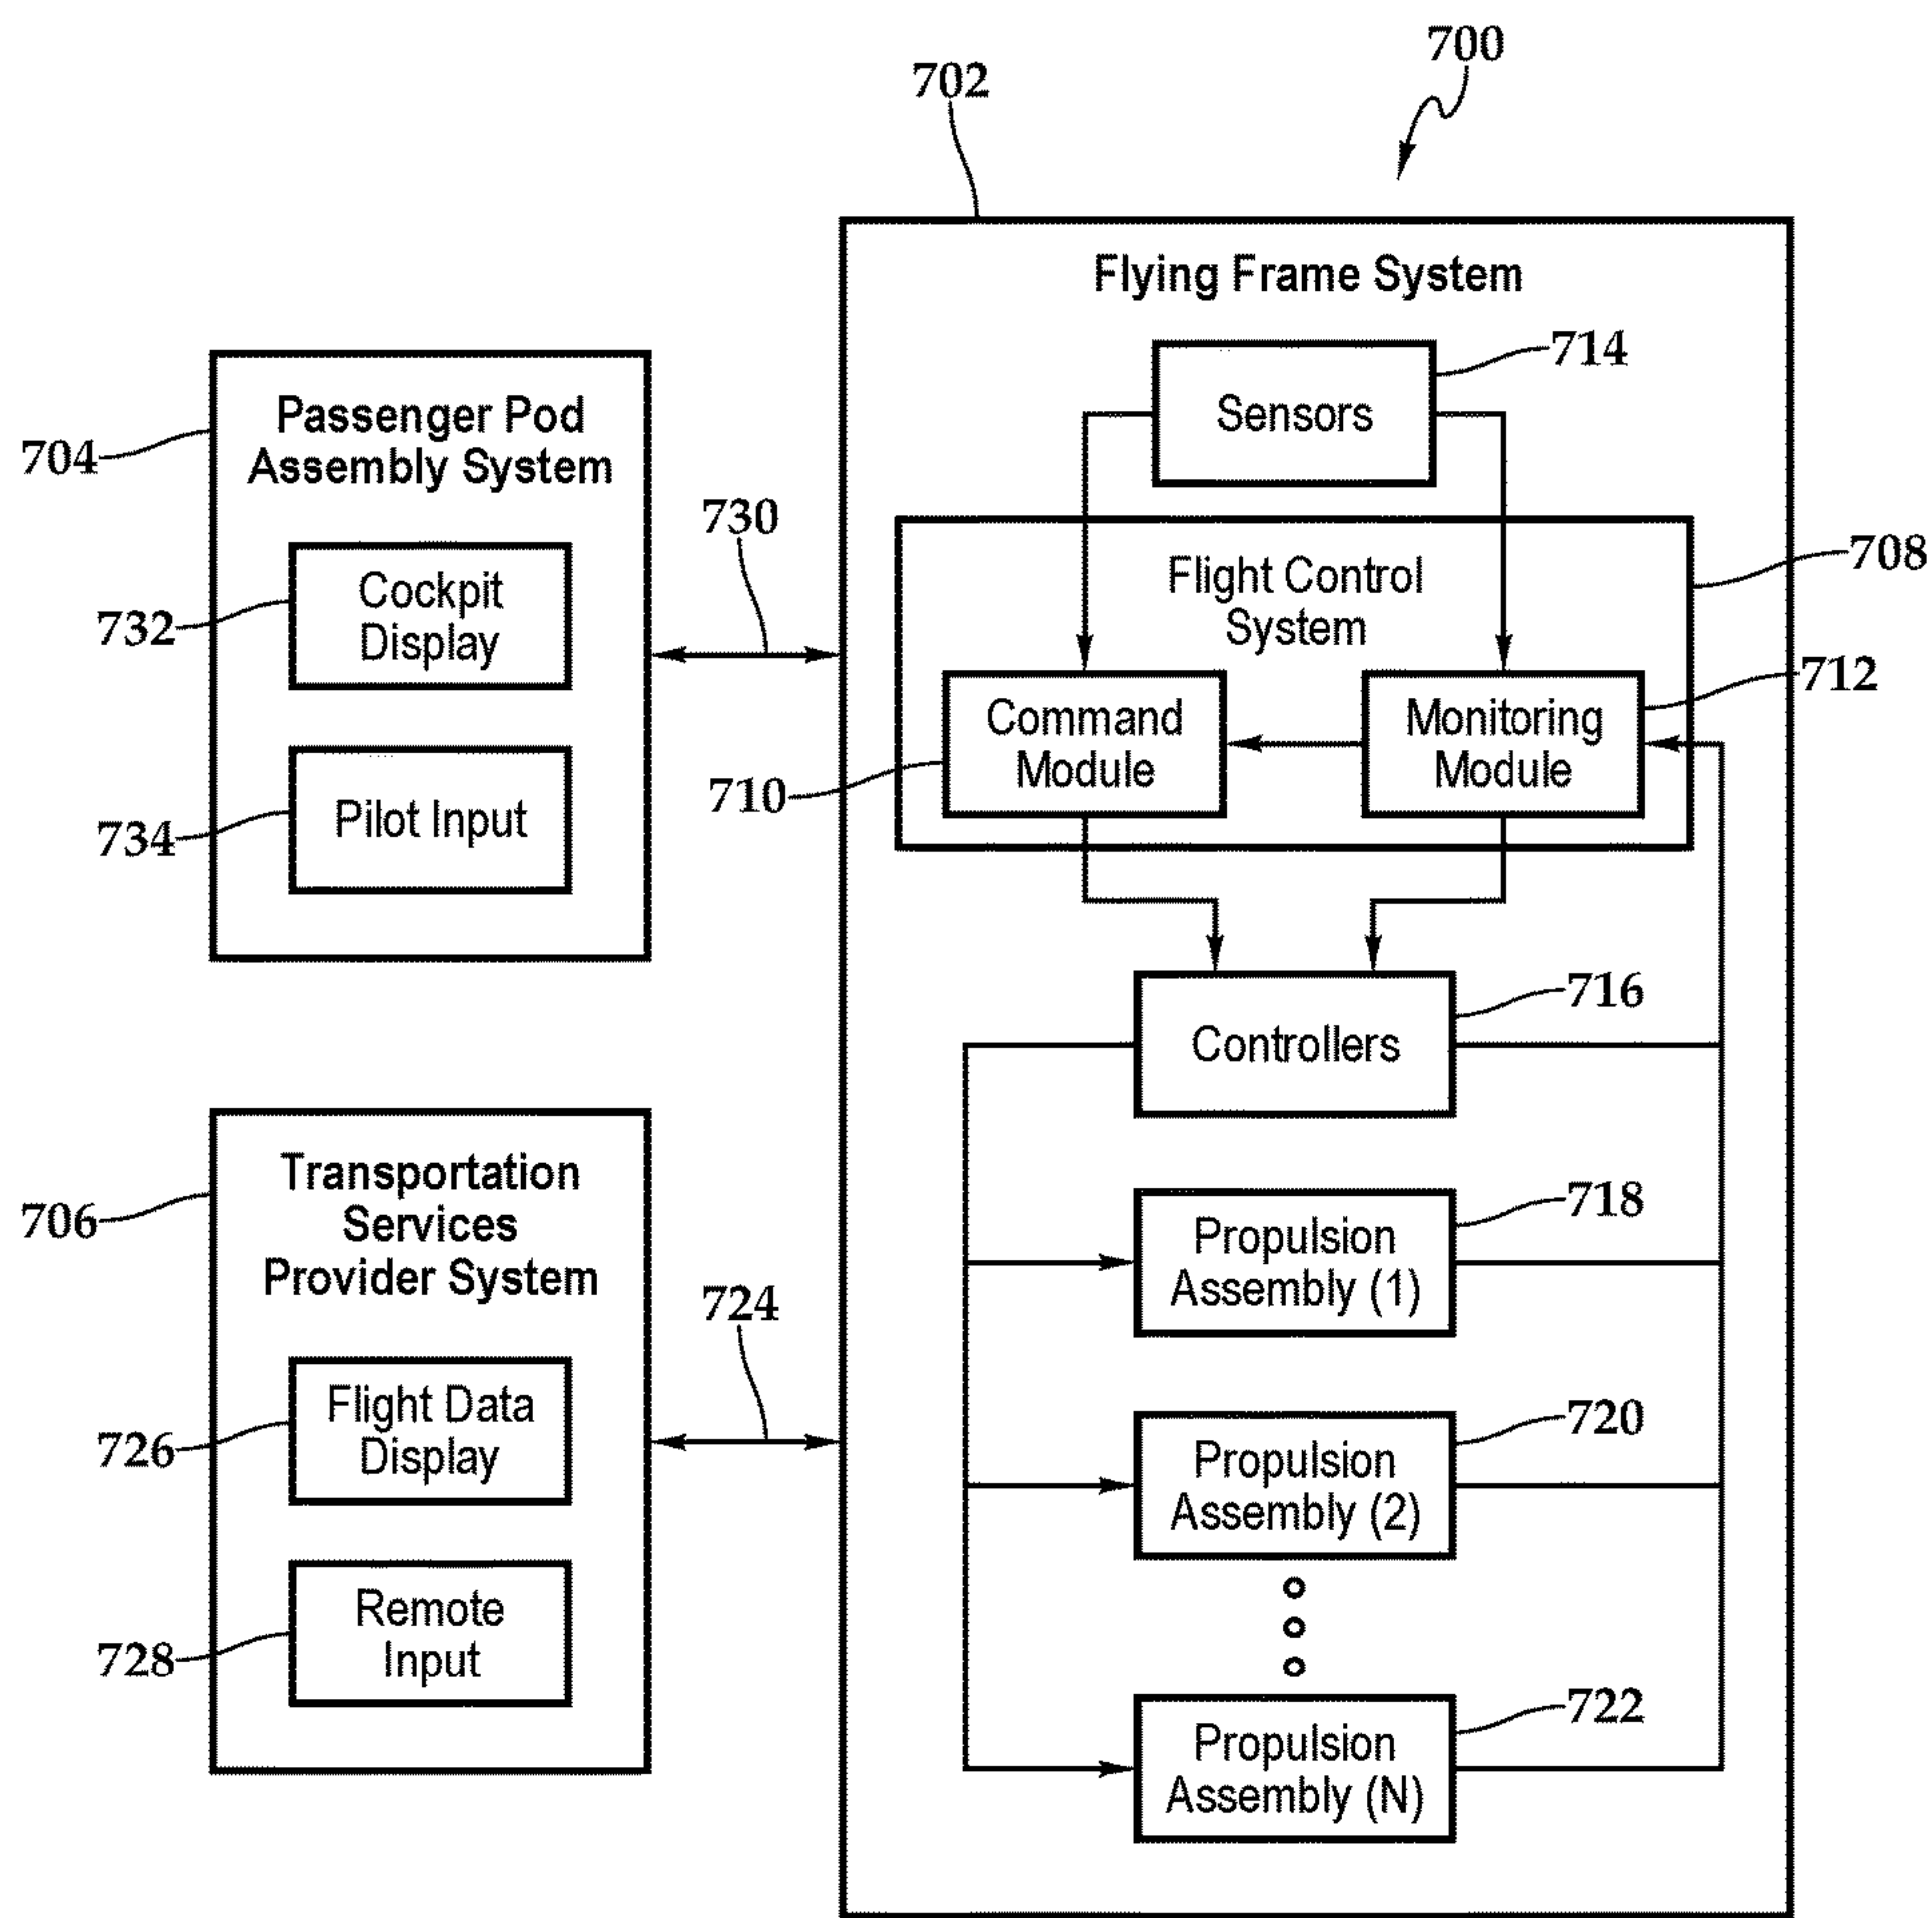 700
702
Flying Frame System
714
Sensors
Passenger Pod
Assembly System
704
730
708
Flight Control
System
Cockpit
Display
732
712
Command
Module
Monitoring
Module
710
Pilot Input
734
716
Controllers
Transportation
Services
Provider System
706
718
Propulsion
Assembly (1)
724
Flight Data
Display
726
720
Propulsion
Assembly (2)
Remote
Input
728
722
Propulsion
Assembly (N)